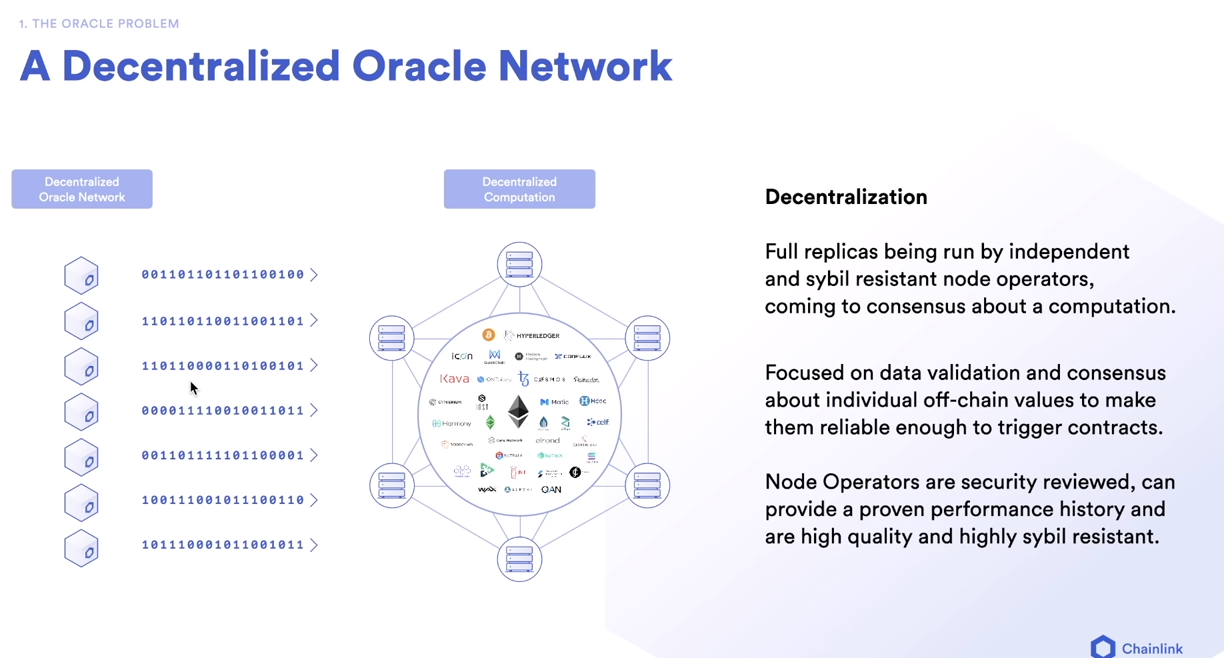 1. THE ORACLE PROBLEM
A Decentralized Oracle Network
Decentralized
Oracle Network
Decentralized
Computation
001101101101100100
110110110011001101
110110000110100101
000011110010011011
001101111101100001
100111001011100110
101110001011001011
HYPERLEDGER
icon
CONFLUX
Kava
COSMOS
Matic
Harmony
celf
elrond
WAX
QAN
Decentralization
Full replicas being run by independent
and sybil resistant node operators,
coming to consensus about a computation.
Focused on data validation and consensus
about individual off-chain values to make
them reliable enough to trigger contracts.
Node Operators are security reviewed, can
provide a proven performance history and
are high quality and highly sybil resistant.
Chainlink